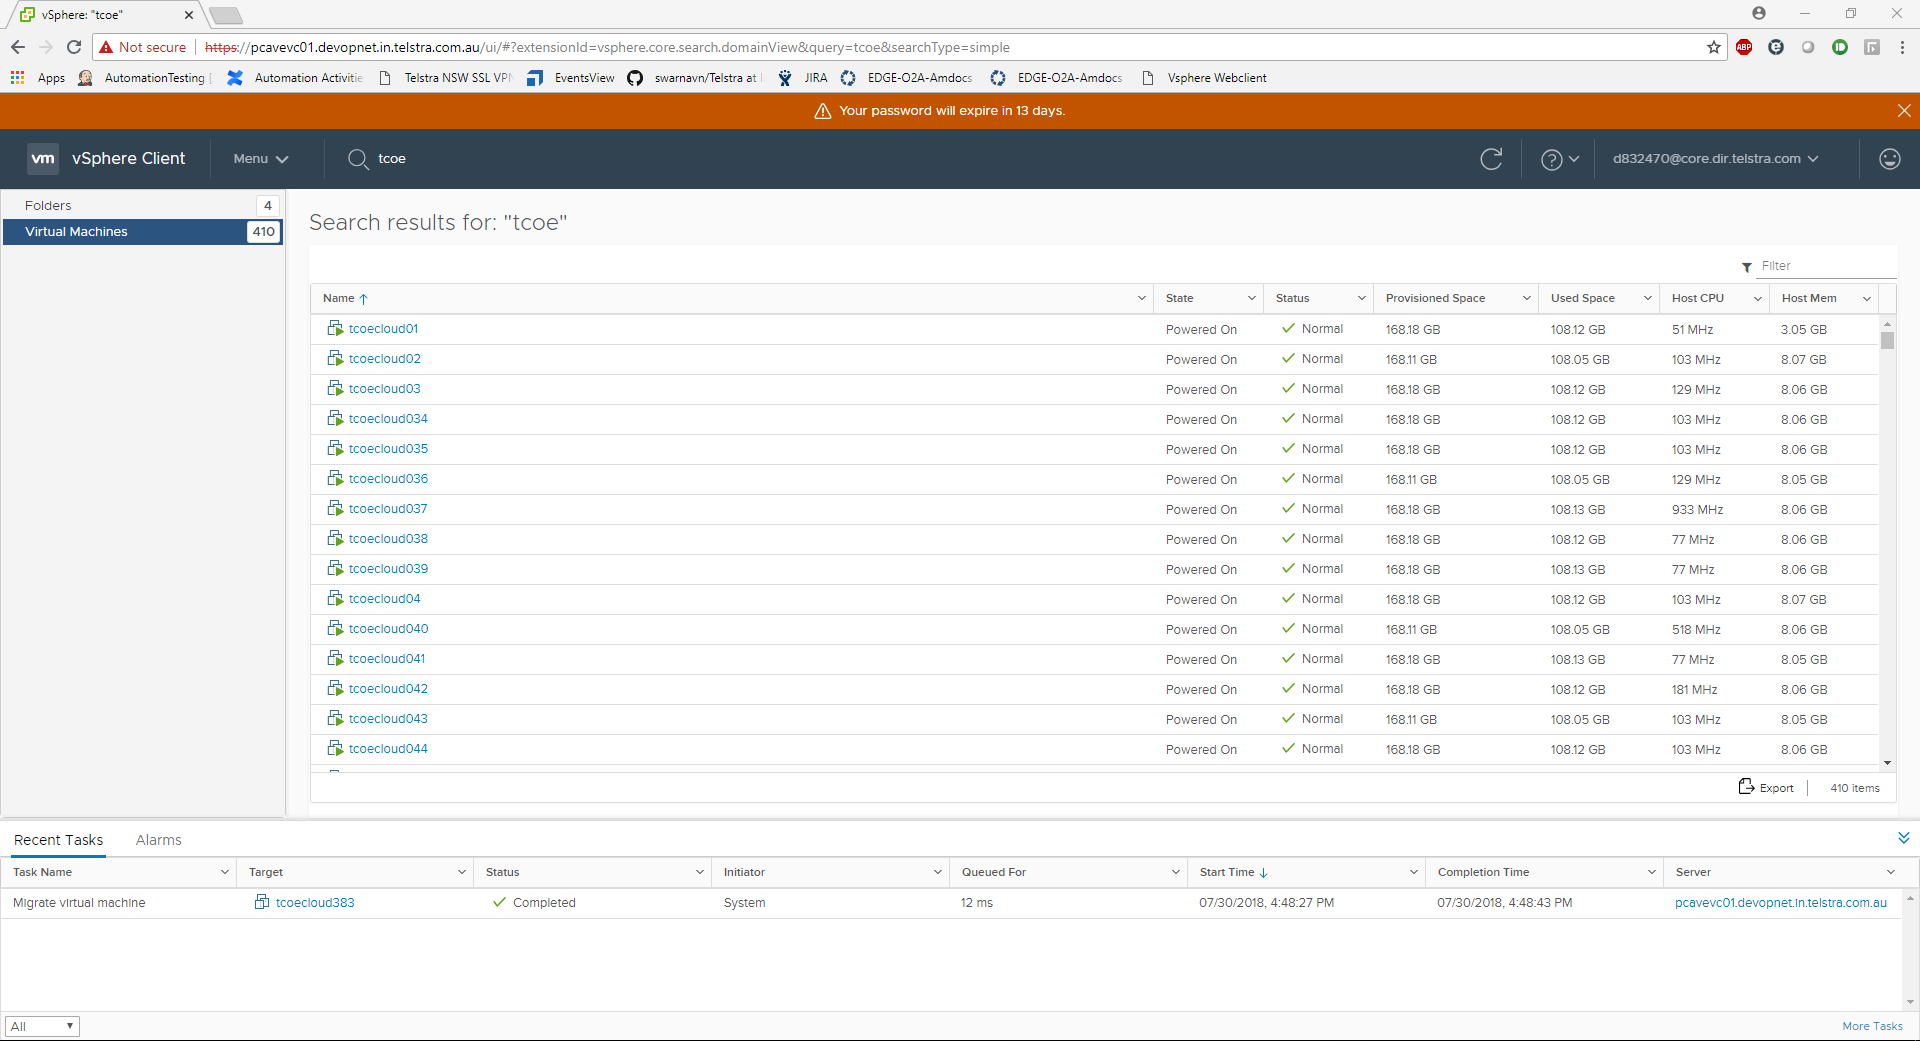 vSphere: "tcoe"
Not secure https://pcavevc01.devopnet.in.telstra.com.au/ui/#?extensionId=vsphere.core.search.domainView&query=tcoe&searchType=simple
ABP
Apps AutomationTesting Automation Activitie Telstra NSW SSL VPN EventsView swarnavn/Telstra at JIRA EDGE-O2A-Amdocs EDGE-O2A-Amdocs Vsphere Webclient
Your password will expire in 13 days.
vm vSphere Client Menu tcoe d832470@core.dir.telstra.com
Folders 4
Virtual Machines 410
Search results for: "tcoe"
Filter
Name State Status Provisioned Space Used Space Host CPU Host Mem
tcoecloud01 Powered On Normal 168.18 GB 108.12 GB 51 MHz 3.05 GB
tcoecloud02 Powered On Normal 168.11 GB 108.05 GB 103 MHz 8.07 GB
tcoecloud03 Powered On Normal 168.18 GB 108.12 GB 129 MHz 8.06 GB
tcoecloud034 Powered On Normal 168.18 GB 108.12 GB 103 MHz 8.06 GB
tcoecloud035 Powered On Normal 168.18 GB 108.12 GB 103 MHz 8.06 GB
tcoecloud036 Powered On Normal 168.11 GB 108.05 GB 129 MHz 8.05 GB
tcoecloud037 Powered On Normal 168.18 GB 108.13 GB 933 MHz 8.06 GB
tcoecloud038 Powered On Normal 168.18 GB 108.12 GB 77 MHz 8.06 GB
tcoecloud039 Powered On Normal 168.18 GB 108.13 GB 77 MHz 8.06 GB
tcoecloud04 Powered On Normal 168.18 GB 108.12 GB 103 MHz 8.07 GB
tcoecloud040 Powered On Normal 168.11 GB 108.05 GB 518 MHz 8.06 GB
tcoecloud041 Powered On Normal 168.18 GB 108.13 GB 77 MHz 8.05 GB
tcoecloud042 Powered On Normal 168.18 GB 108.12 GB 181 MHz 8.06 GB
tcoecloud043 Powered On Normal 168.11 GB 108.05 GB 103 MHz 8.05 GB
tcoecloud044 Powered On Normal 168.18 GB 108.12 GB 103 MHz 8.06 GB
Export 410 items
Recent Tasks Alarms
Task Name Target Status Initiator Queued For Start Time Completion Time Server
Migrate virtual machine tcoecloud383 Completed System 12 ms 07/30/2018, 4:48:27 PM 07/30/2018, 4:48:43 PM pcavevc01.devopnet.in.telstra.com.au
All More Tasks